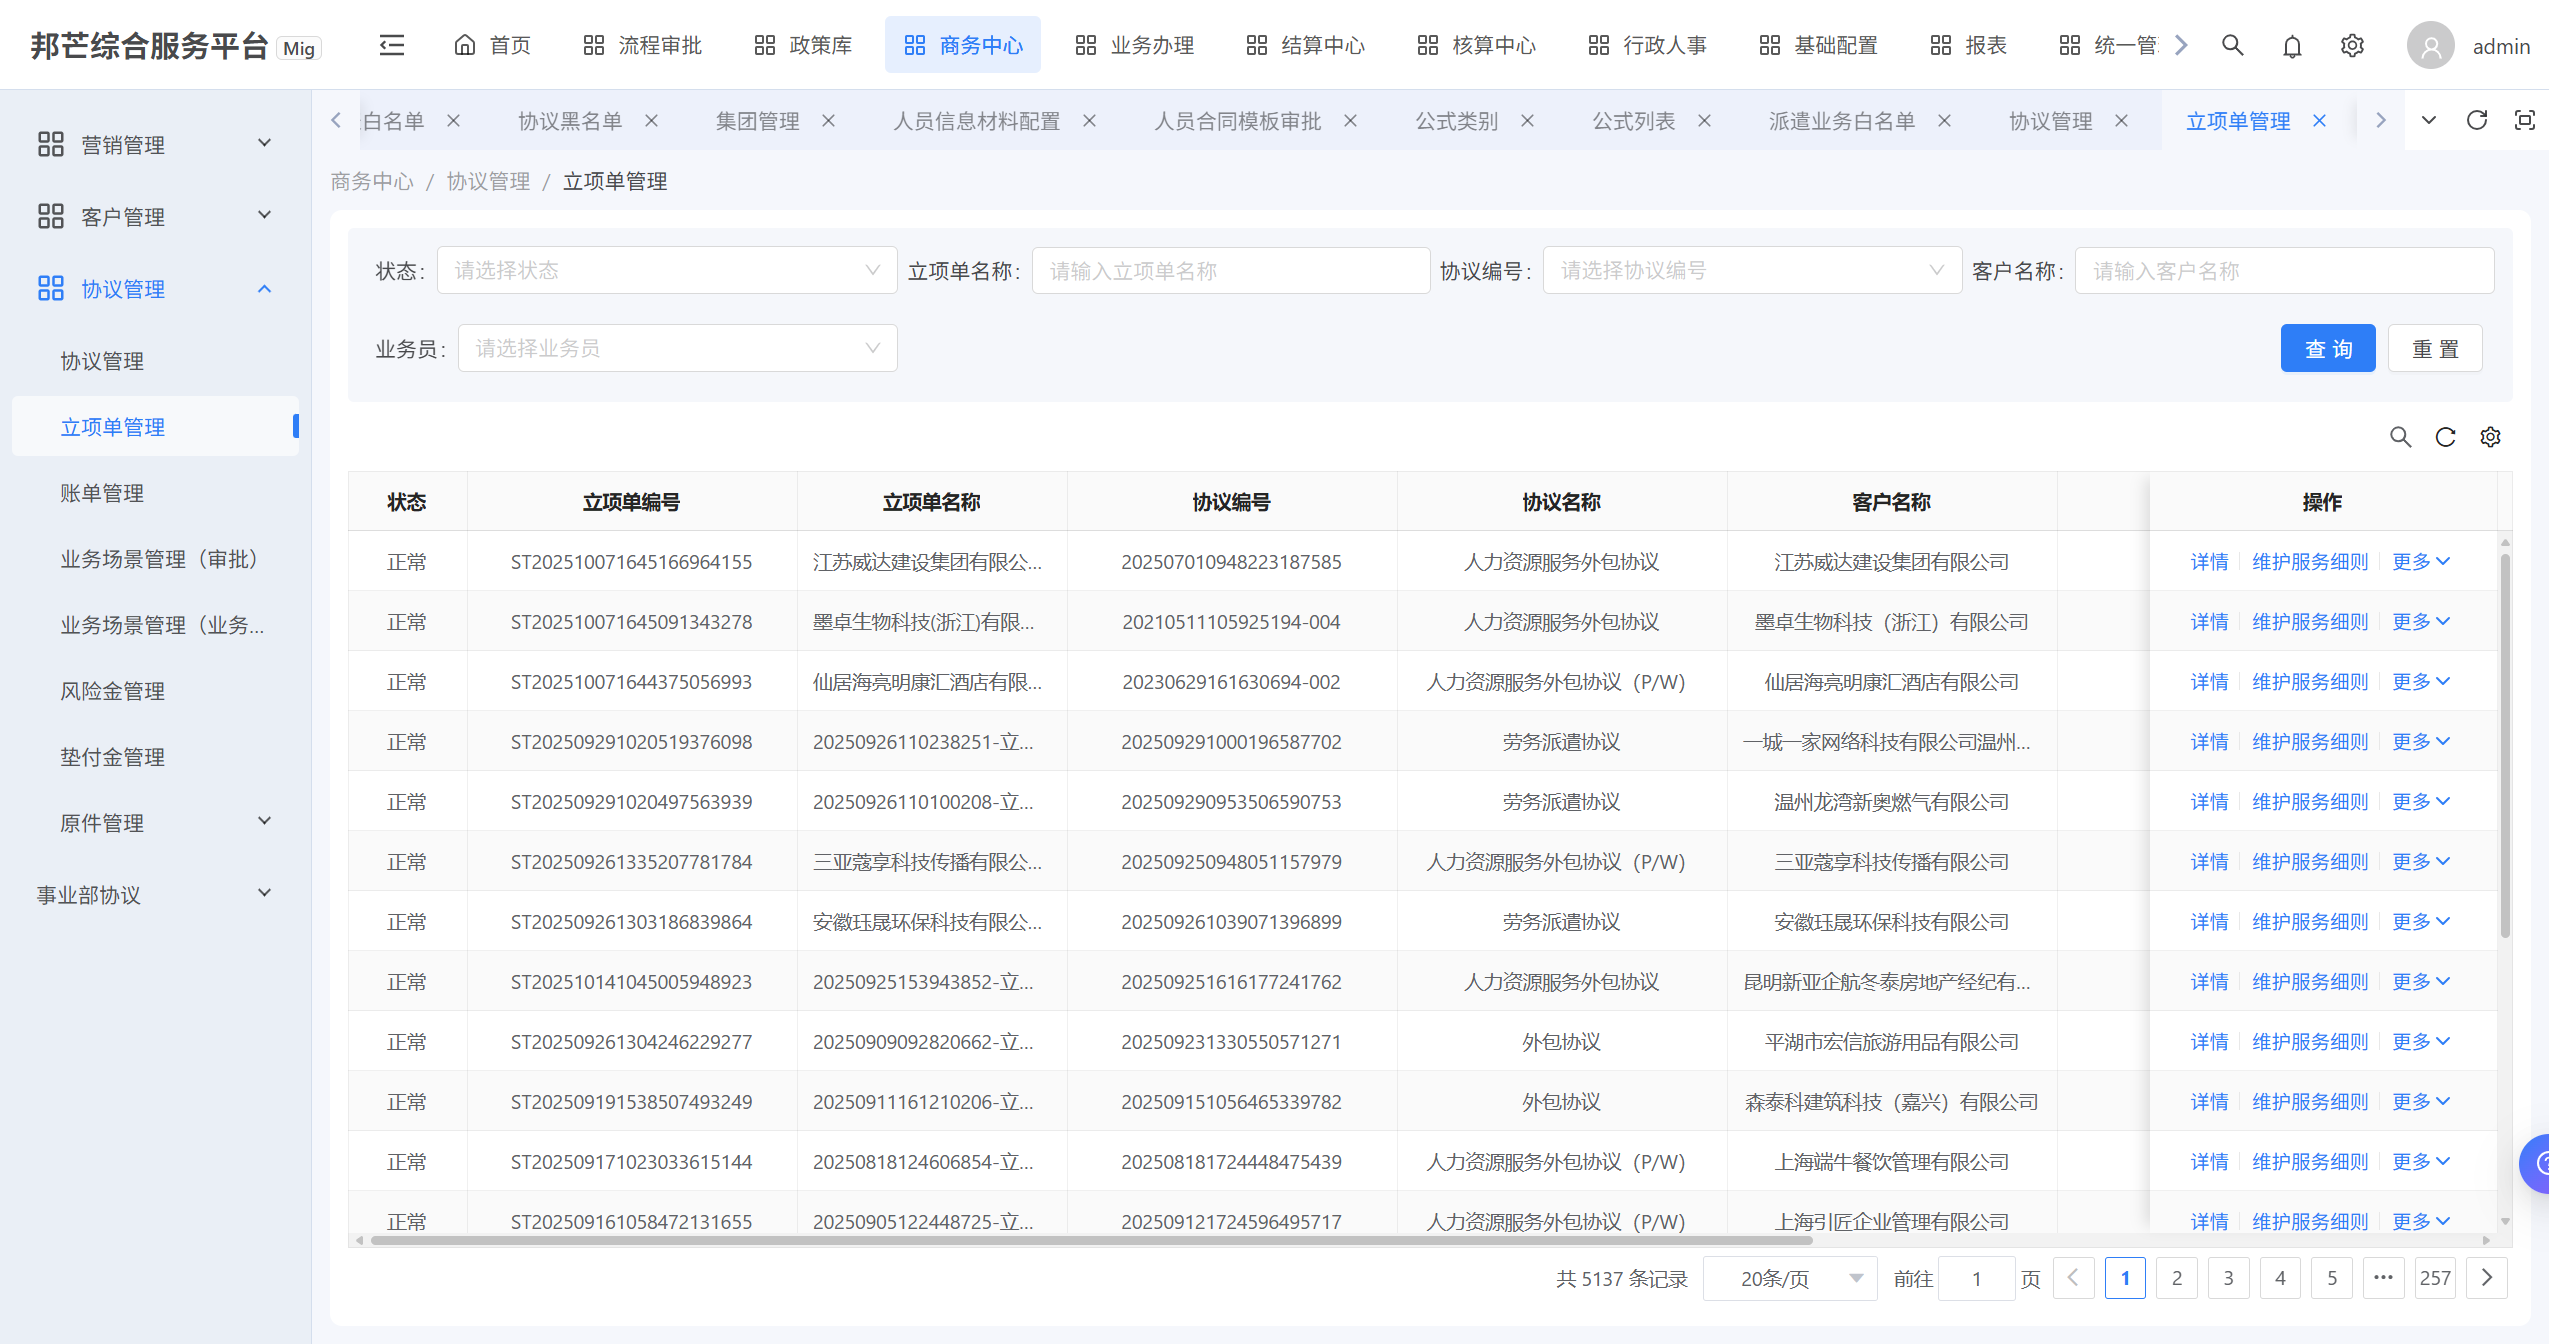 邦芒综合服务平台 Mig
首页 流程审批 政策库 商务中心 业务办理 结算中心 核算中心 行政人事 基础配置 报表 统一管
admin
白名单 协议黑名单 集团管理 人员信息材料配置 人员合同模板审批 公式类别 公式列表 派遣业务白名单 协议管理 立项单管理
商务中心 / 协议管理 / 立项单管理
营销管理
客户管理
协议管理
协议管理
立项单管理
账单管理
业务场景管理（审批）
业务场景管理（业务...
风险金管理
垫付金管理
原件管理
事业部协议
状态: 请选择状态 立项单名称: 请输入立项单名称 协议编号: 请选择协议编号 客户名称: 请输入客户名称
业务员: 请选择业务员 查 询 重 置
状态 立项单编号 立项单名称 协议编号 协议名称 客户名称 操作
正常 ST202510071645166964155 江苏威达建设集团有限公... 202507010948223187585 人力资源服务外包协议 江苏威达建设集团有限公司 详情 维护服务细则 更多
正常 ST202510071645091343278 墨卓生物科技(浙江)有限... 20210511105925194-004 人力资源服务外包协议 墨卓生物科技（浙江）有限公司 详情 维护服务细则 更多
正常 ST202510071644375056993 仙居海亮明康汇酒店有限... 20230629161630694-002 人力资源服务外包协议（P/W） 仙居海亮明康汇酒店有限公司 详情 维护服务细则 更多
正常 ST202509291020519376098 20250926110238251-立... 202509291000196587702 劳务派遣协议 一城一家网络科技有限公司温州... 详情 维护服务细则 更多
正常 ST202509291020497563939 20250926110100208-立... 202509290953506590753 劳务派遣协议 温州龙湾新奥燃气有限公司 详情 维护服务细则 更多
正常 ST202509261335207781784 三亚蔻享科技传播有限公... 202509250948051157979 人力资源服务外包协议（P/W） 三亚蔻享科技传播有限公司 详情 维护服务细则 更多
正常 ST202509261303186839864 安徽珏晟环保科技有限公... 202509261039071396899 劳务派遣协议 安徽珏晟环保科技有限公司 详情 维护服务细则 更多
正常 ST202510141045005948923 20250925153943852-立... 202509251616177241762 人力资源服务外包协议 昆明新亚企航冬泰房地产经纪有... 详情 维护服务细则 更多
正常 ST202509261304246229277 20250909092820662-立... 202509231330550571271 外包协议 平湖市宏信旅游用品有限公司 详情 维护服务细则 更多
正常 ST202509191538507493249 20250911161210206-立... 202509151056465339782 外包协议 森泰科建筑科技（嘉兴）有限公司 详情 维护服务细则 更多
正常 ST202509171023033615144 20250818124606854-立... 202508181724448475439 人力资源服务外包协议（P/W） 上海端牛餐饮管理有限公司 详情 维护服务细则 更多
正常 ST202509161058472131655 20250905122448725-立... 202509121724596495717 人力资源服务外包协议（P/W） 上海引匠企业管理有限公司 详情 维护服务细则 更多
共 5137 条记录 20条/页 前往 1 页 1 2 3 4 5 ••• 257